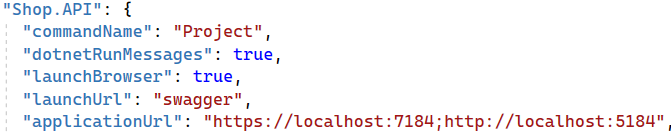 "Shop.API": {
"commandName": "Project",
"dotnetRunMessages": true,
"launchBrowser": true,
"launchUrl": "swagger",
"applicationUrl": "https://localhost:7184;http://localhost:5184",